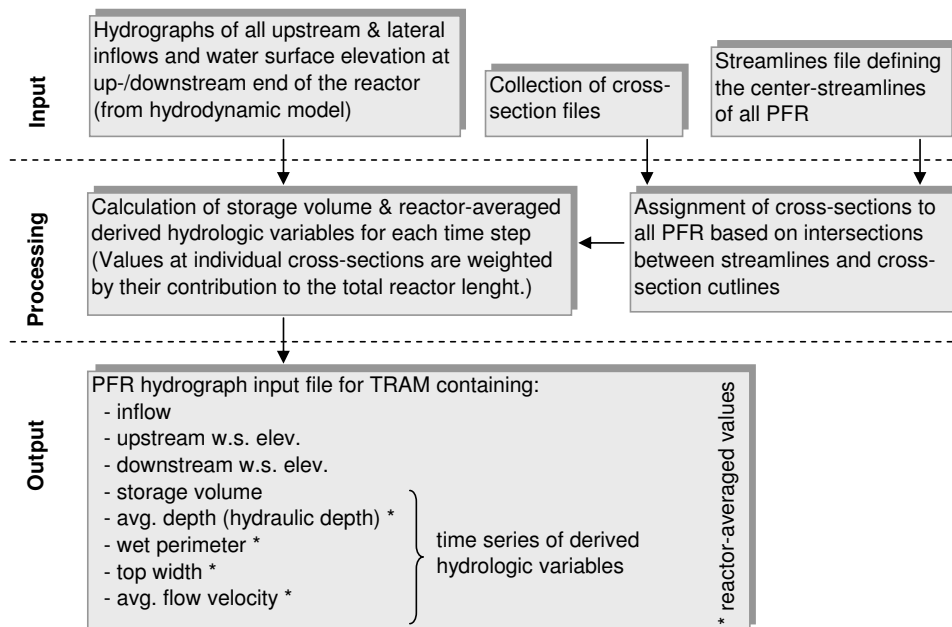 Input
Hydrographs of all upstream & lateral
inflows and water surface elevation at
up-/downstream end of the reactor
(from hydrodynamic model)
Collection of cross-
section files
Streamlines file defining
the center-streamlines
of all PFR
Processing
Calculation of storage volume & reactor-averaged
derived hydrologic variables for each time step
(Values at individual cross-sections are weighted
by their contribution to the total reactor lenght.)
Assignment of cross-sections to
all PFR based on intersections
between streamlines and cross-
section cutlines
Output
PFR hydrograph input file for TRAM containing:
- inflow
- upstream w.s. elev.
- downstream w.s. elev.
- storage volume
- avg. depth (hydraulic depth) *
- wet perimeter *
- top width *
- avg. flow velocity *
time series of derived
hydrologic variables
* reactor-averaged values